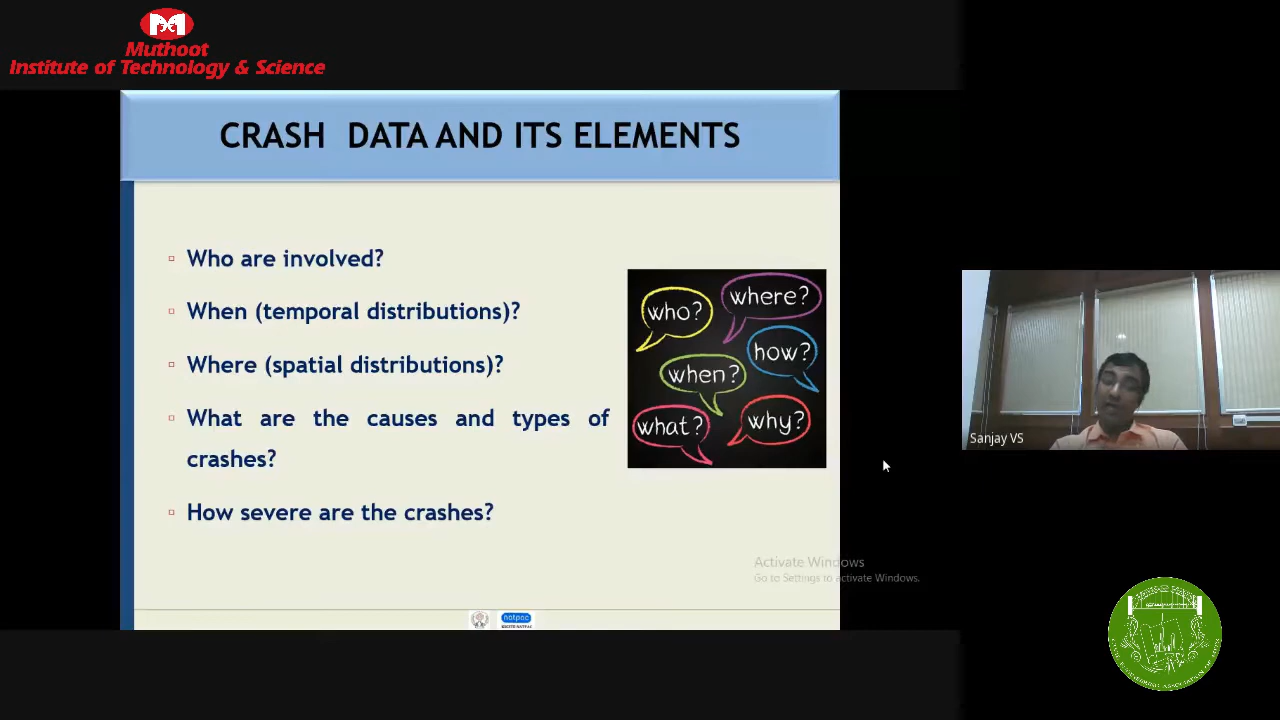 Muthoot
Institute of Technology & Science
CRASH DATA AND ITS ELEMENTS
Who are involved?
When (temporal distributions)?
Where (spatial distributions)?
What are the causes and types of
crashes?
How severe are the crashes?
who?
where?
how?
when?
what?
why?
Sanjay VS
Activate Windows
Go to Settings to activate Windows.
natpac